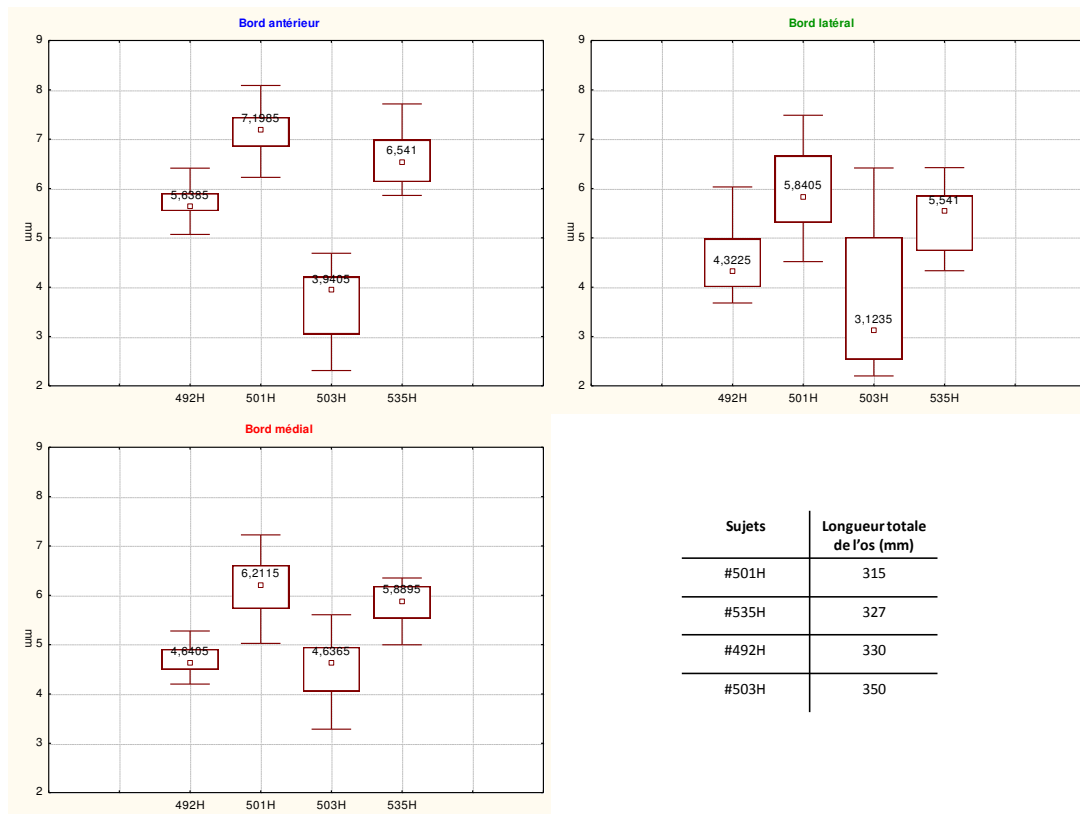 Bord antérieur
9
8
7
6
5
4
3
2
mm
5,6385
7,1985
3,9405
6,541
492H 501H 503H 535H
Bord latéral
9
8
7
6
5
4
3
2
mm
4,3225
5,8405
3,1235
5,541
492H 501H 503H 535H
Bord médial
9
8
7
6
5
4
3
2
mm
4,6405
6,2115
4,6365
5,8895
492H 501H 503H 535H
Sujets Longueur totale
de l'os (mm)
#501H 315
#535H 327
#492H 330
#503H 350